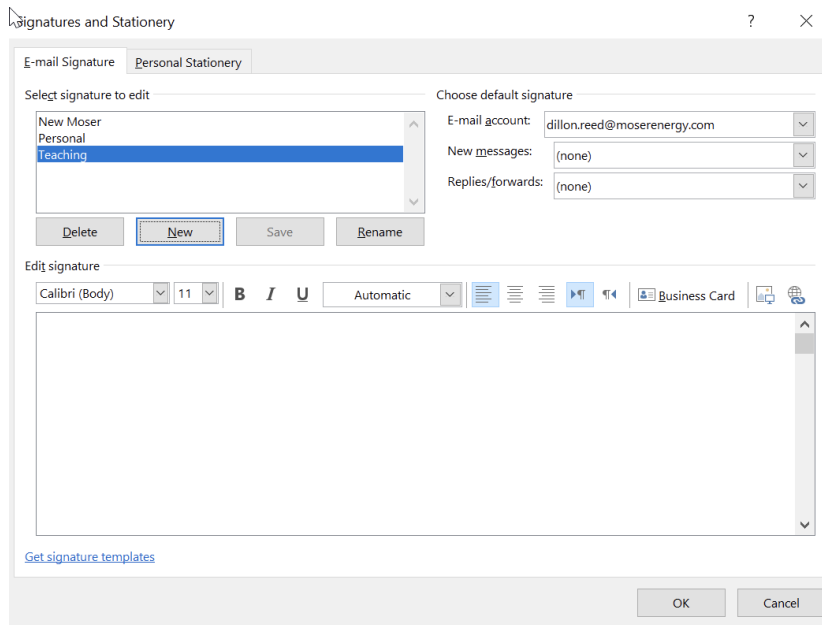 Signatures and Stationery ?
E-mail Signature Personal Stationery
Select signature to edit
New Moser
Personal
Teaching
Delete New Save Rename
Choose default signature
E-mail account: dillon.reed@moserenergy.com
New messages: (none)
Replies/forwards: (none)
Edit signature
Calibri (Body) 11 B I U Automatic Business Card
Get signature templates
OK Cancel